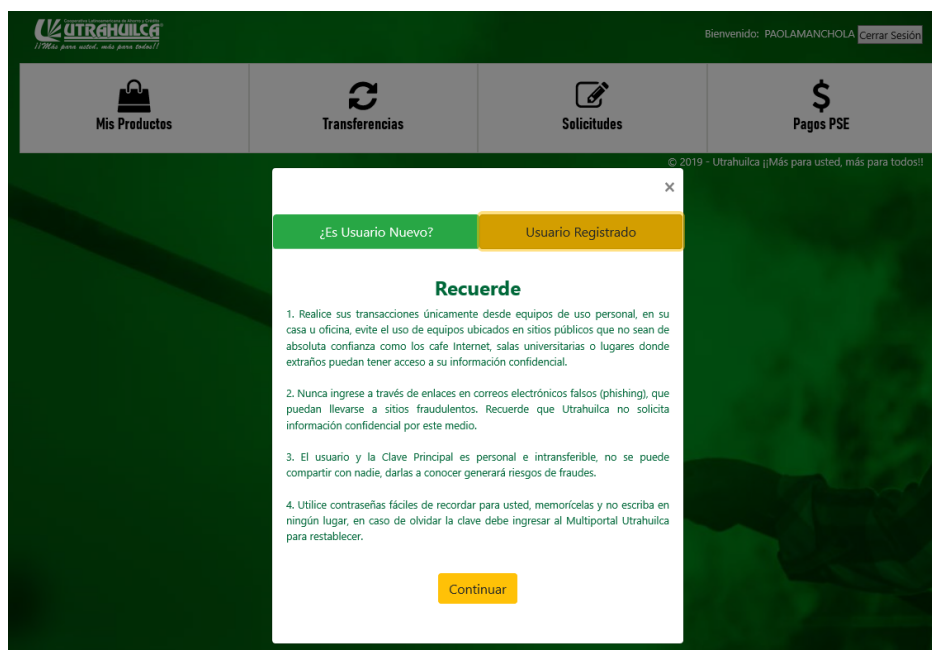 Cooperativa Latinoamericana de Ahorro y Crédito
UTRAHUILCA
¡¡Más para usted, más para todos!!
Bienvenido: PAOLAMANCHOLA Cerrar Sesión
Mis Productos
Transferencias
Solicitudes
Pagos PSE
© 2019 - Utrahuilca ¡¡Más para usted, más para todos!!
×
¿Es Usuario Nuevo?
Usuario Registrado
Recuerde
1. Realice sus transacciones únicamente desde equipos de uso personal, en su
casa u oficina, evite el uso de equipos ubicados en sitios públicos que no sean de
absoluta confianza como los cafe Internet, salas universitarias o lugares donde
extraños puedan tener acceso a su información confidencial.
2. Nunca ingrese a través de enlaces en correos electrónicos falsos (phishing), que
puedan llevarse a sitios fraudulentos. Recuerde que Utrahuilca no solicita
información confidencial por este medio.
3. El usuario y la Clave Principal es personal e intransferible, no se puede
compartir con nadie, darlas a conocer generará riesgos de fraudes.
4. Utilice contraseñas fáciles de recordar para usted, memorícelas y no escriba en
ningún lugar, en caso de olvidar la clave debe ingresar al Multiportal Utrahuilca
para restablecer.
Continuar